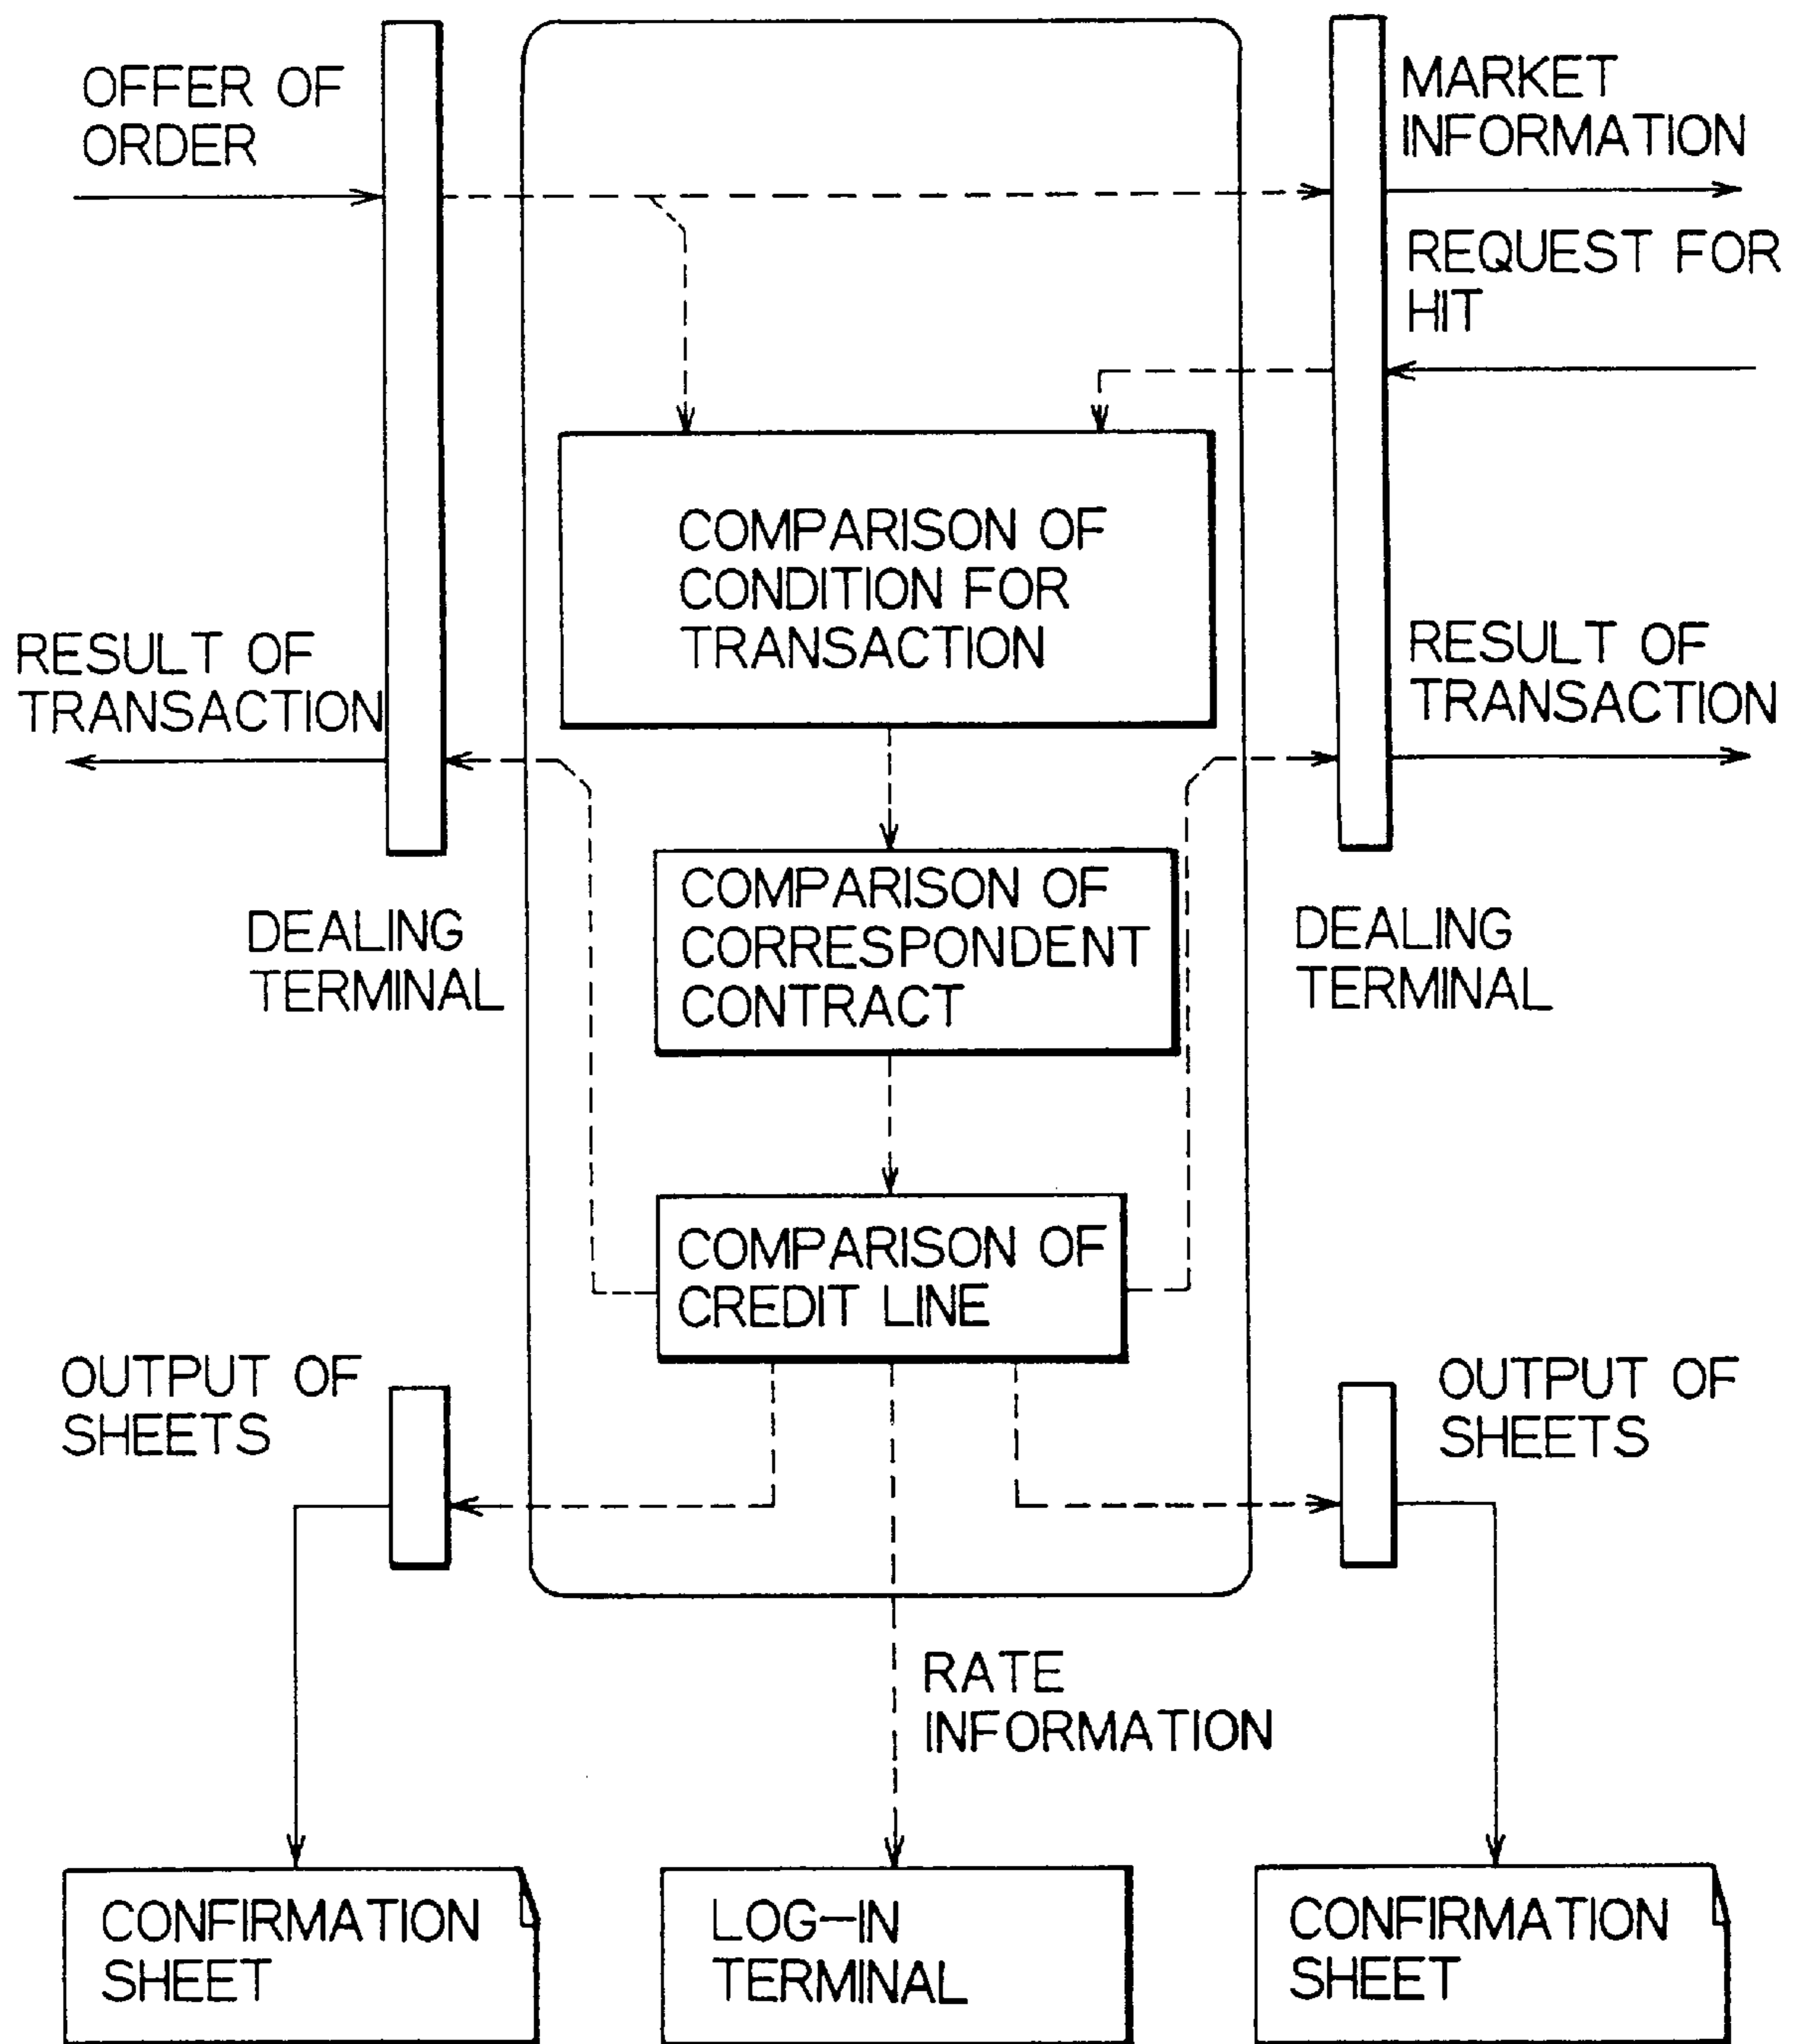 OFFER OF
ORDER
MARKET
INFORMATION
REQUEST FOR
HIT
COMPARISON OF
CONDITION FOR
TRANSACTION
RESULT OF
TRANSACTION
RESULT OF
TRANSACTION
COMPARISON OF
CORRESPONDENT
CONTRACT
DEALING
TERMINAL
DEALING
TERMINAL
COMPARISON OF
CREDIT LINE
OUTPUT OF
SHEETS
OUTPUT OF
SHEETS
RATE
INFORMATION
CONFIRMATION
SHEET
LOG-IN
TERMINAL
CONFIRMATION
SHEET